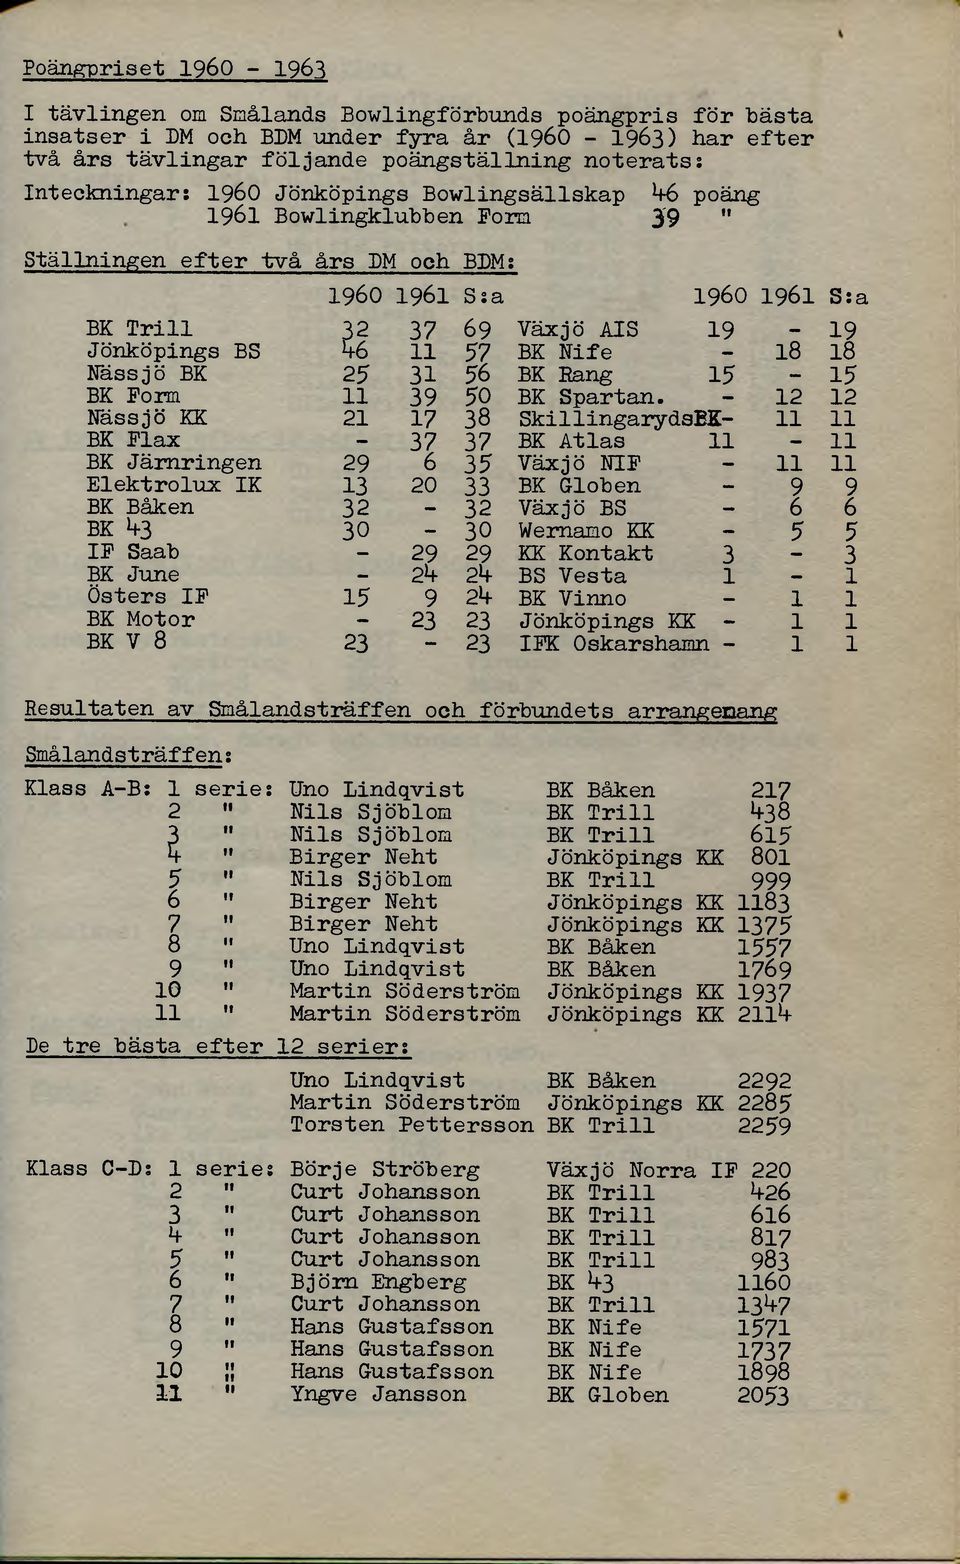 Poängpriset 1960 - 1963
I tävlingen om Smålands Bowlingförbunds poängpris för bästa
insatser i DM och BDM under fyra år (1960 - 1963) har efter
två års tävlingar följande poängställning noterats:
Inteckningar: 1960 Jönköpings Bowlingsällskap 46 poäng
1961 Bowlingklubben Form 39 "
Ställningen efter två års DM och BDM:
1960 1961 S:a 1960 1961 S:a
BK Trill 32 37 69 Växjö AIS 19 - 19
Jönköpings BS 46 11 57 BK Nife - 18 18
Nässjö BK 25 31 56 BK Rang 15 - 15
BK Form 11 39 50 BK Spartan. - 12 12
Nässjö KK 21 17 38 SkillingarydsBK- 11 11
BK Flax - 37 37 BK Atlas 11 - 11
BK Järnringen 29 6 35 Växjö NIF - 11 11
Elektrolux IK 13 20 33 BK Globen - 9 9
BK Båken 32 - 32 Växjö BS - 6 6
BK 43 30 - 30 Wernamo KK - 5 5
IF Saab - 29 29 KK Kontakt 3 - 3
BK June - 24 24 BS Vesta 1 - 1
Östers IF 15 9 24 BK Vinno - 1 1
BK Motor - 23 23 Jönköpings KK - 1 1
BK V 8 23 - 23 IFK Oskarshamn - 1 1
Resultaten av Smålandsträffen och förbundets arrangemang
Smålandsträffen:
Klass A-B: 1 serie: Uno Lindqvist BK Båken 217
2 " Nils Sjöblom BK Trill 438
3 " Nils Sjöblom BK Trill 615
4 " Birger Neht Jönköpings KK 801
5 " Nils Sjöblom BK Trill 999
6 " Birger Neht Jönköpings KK 1183
7 " Birger Neht Jönköpings KK 1375
8 " Uno Lindqvist BK Båken 1557
9 " Uno Lindqvist BK Båken 1769
10 " Martin Söderström Jönköpings KK 1937
11 " Martin Söderström Jönköpings KK 2114
De tre bästa efter 12 serier:
Uno Lindqvist BK Båken 2292
Martin Söderström Jönköpings KK 2285
Torsten Pettersson BK Trill 2259
Klass C-D: 1 serie: Börje Ströberg Växjö Norra IF 220
2 " Curt Johansson BK Trill 426
3 " Curt Johansson BK Trill 616
4 " Curt Johansson BK Trill 817
5 " Curt Johansson BK Trill 983
6 " Björn Engberg BK 43 1160
7 " Curt Johansson BK Trill 1347
8 " Hans Gustafsson BK Nife 1571
9 " Hans Gustafsson BK Nife 1737
10 " Hans Gustafsson BK Nife 1898
11 " Yngve Jansson BK Globen 2053